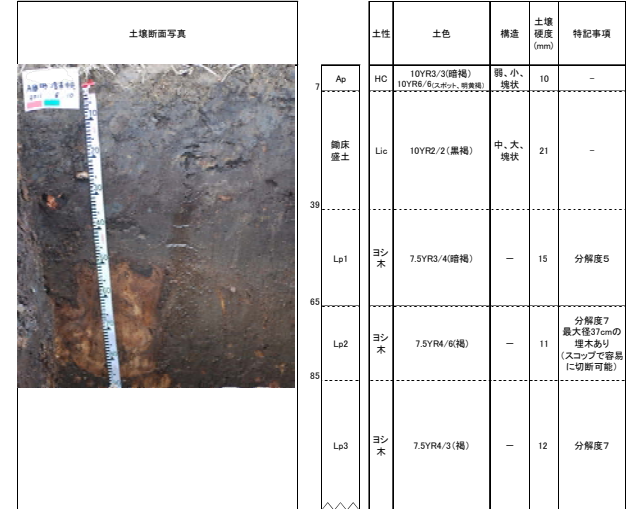 土壌断面写真 土性 土色 構造 土壌硬度(mm) 特記事項
Ap HC 10YR3/3(暗褐) 10YR6/6(スポット、明黄褐) 弱、小、塊状 10 -
7
鋤床盛土 Lic 10YR2/2(黒褐) 中、大、塊状 21 -
39
Lp1 ヨシ木 7.5YR3/4(暗褐) - 15 分解度5
65
Lp2 ヨシ木 7.5YR4/6(褐) - 11 分解度7 最大径37cmの埋木あり(スコップで容易に切断可能)
85
Lp3 ヨシ木 7.5YR4/3(褐) - 12 分解度7